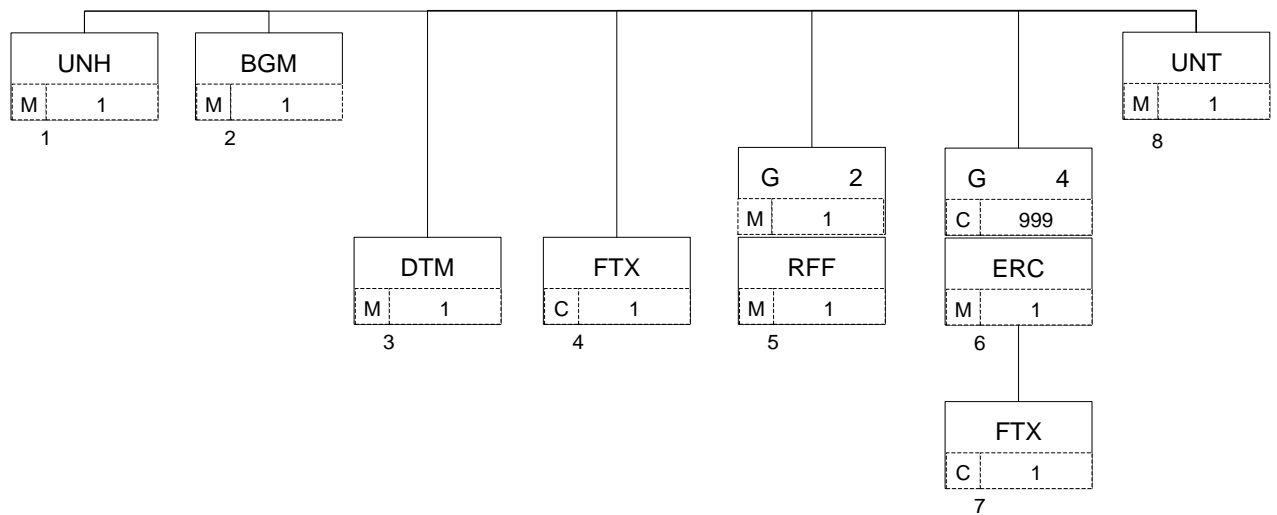 UNH
M 1
1
BGM
M 1
2
UNT
M 1
8
DTM
M 1
3
FTX
C 1
4
G 2
M 1
RFF
M 1
5
G 4
C 999
ERC
M 1
6
FTX
C 1
7